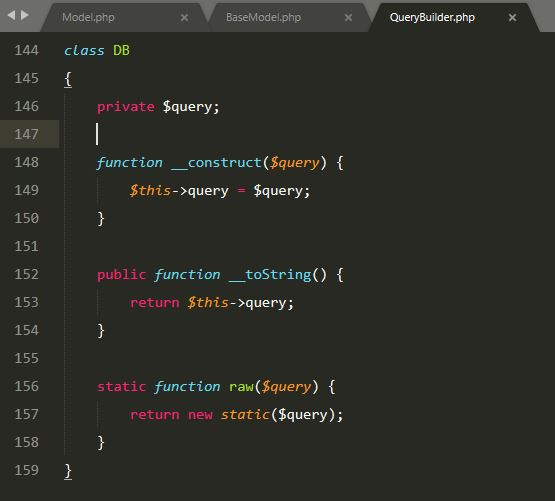 Model.php × BaseModel.php × QueryBuilder.php ×
144 class DB
145 {
146     private $query;
147
148     function __construct($query) {
149         $this->query = $query;
150     }
151
152     public function __toString() {
153         return $this->query;
154     }
155
156     static function raw($query) {
157         return new static($query);
158     }
159 }